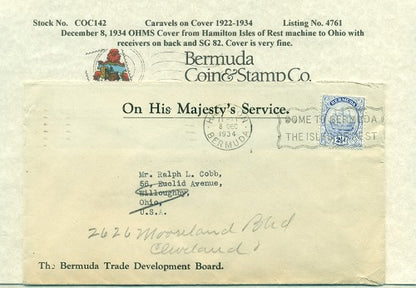 Stock No. COC142 Caravels on Cover 1922-1934 Listing No. 4761
December 8, 1934 OHMS Cover from Hamilton Isles of Rest machine to Ohio with
receivers on back and SG 82. Cover is very fine.
Bermuda
Coin & Stamp Co.
On His Majesty's Service.
BERMUDA
8 DEC
1934
BERMUDA
COME TO BERMUDA
THE ISLES OF REST
Mr. Ralph L. Cobb,
56, Euclid Avenue,
Willoughby,
Ohio,
U.S.A.
2626 Mooreland Blvd
Cleveland
The Bermuda Trade Development Board.